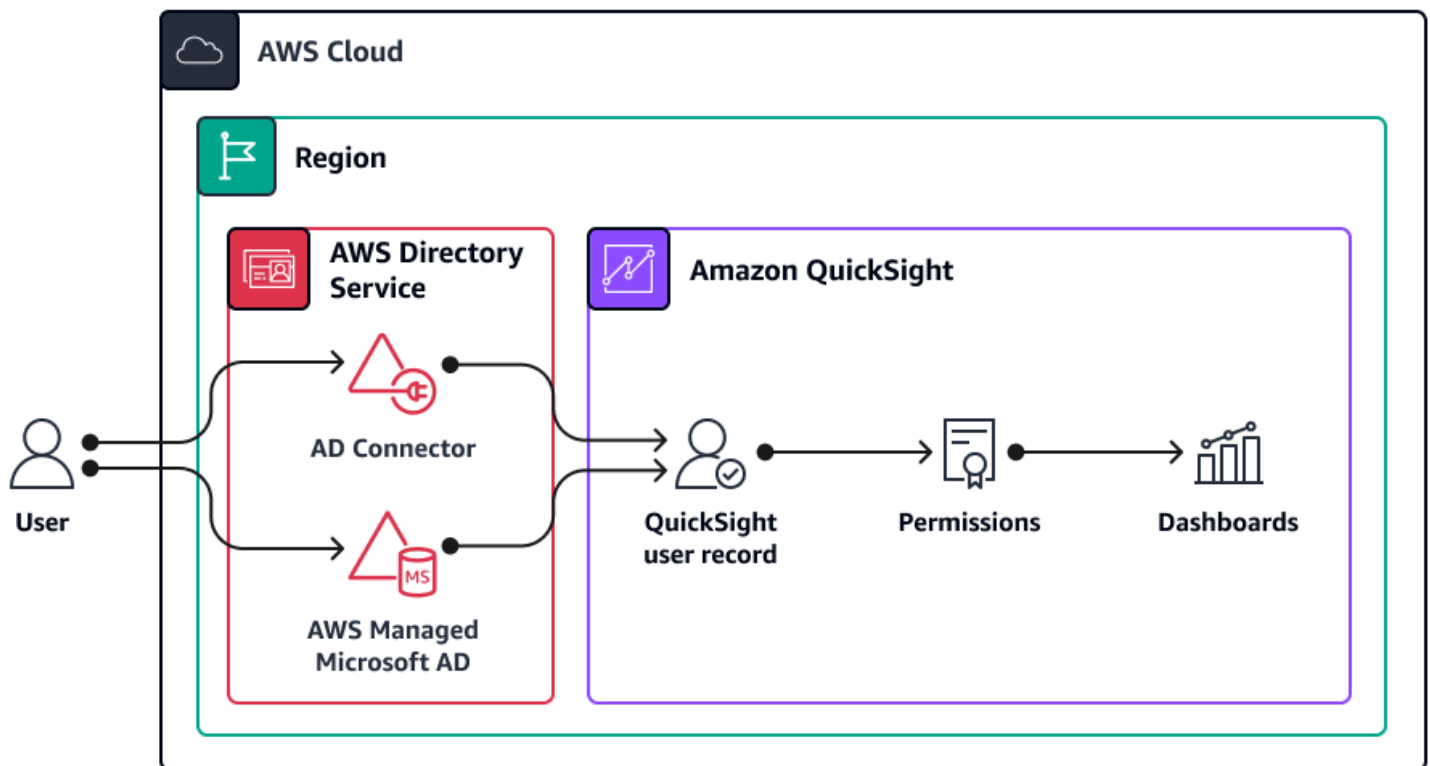 AWS Cloud
Region
AWS Directory
Service
Amazon QuickSight
AD Connector
User
QuickSight
user record
Permissions
Dashboards
MS
AWS Managed
Microsoft AD